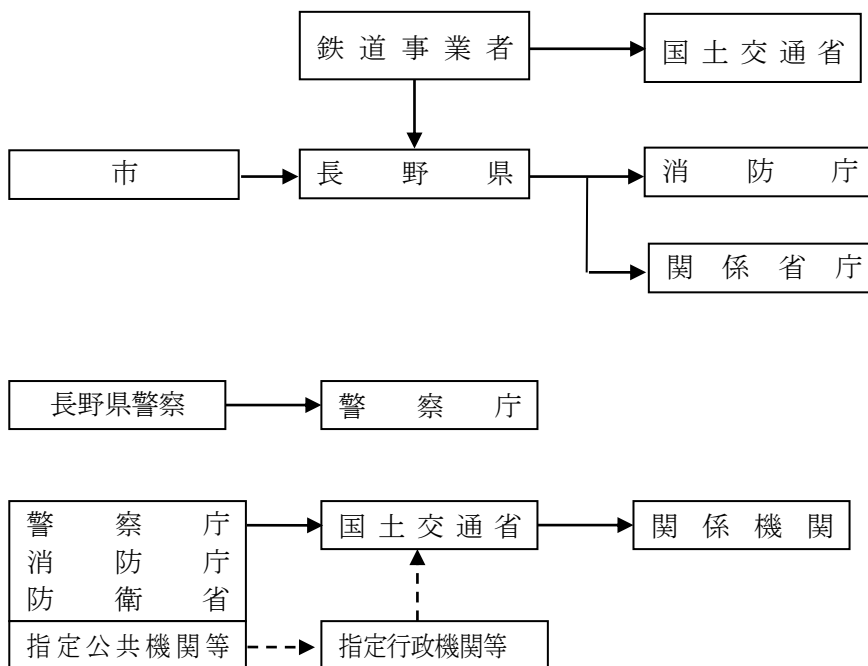 鉄道事業者
国土交通省
市
長野県
消防庁
関係省庁
長野県警察
警察庁
警察庁
消防庁
防衛省
国土交通省
関係機関
指定公共機関等
指定行政機関等